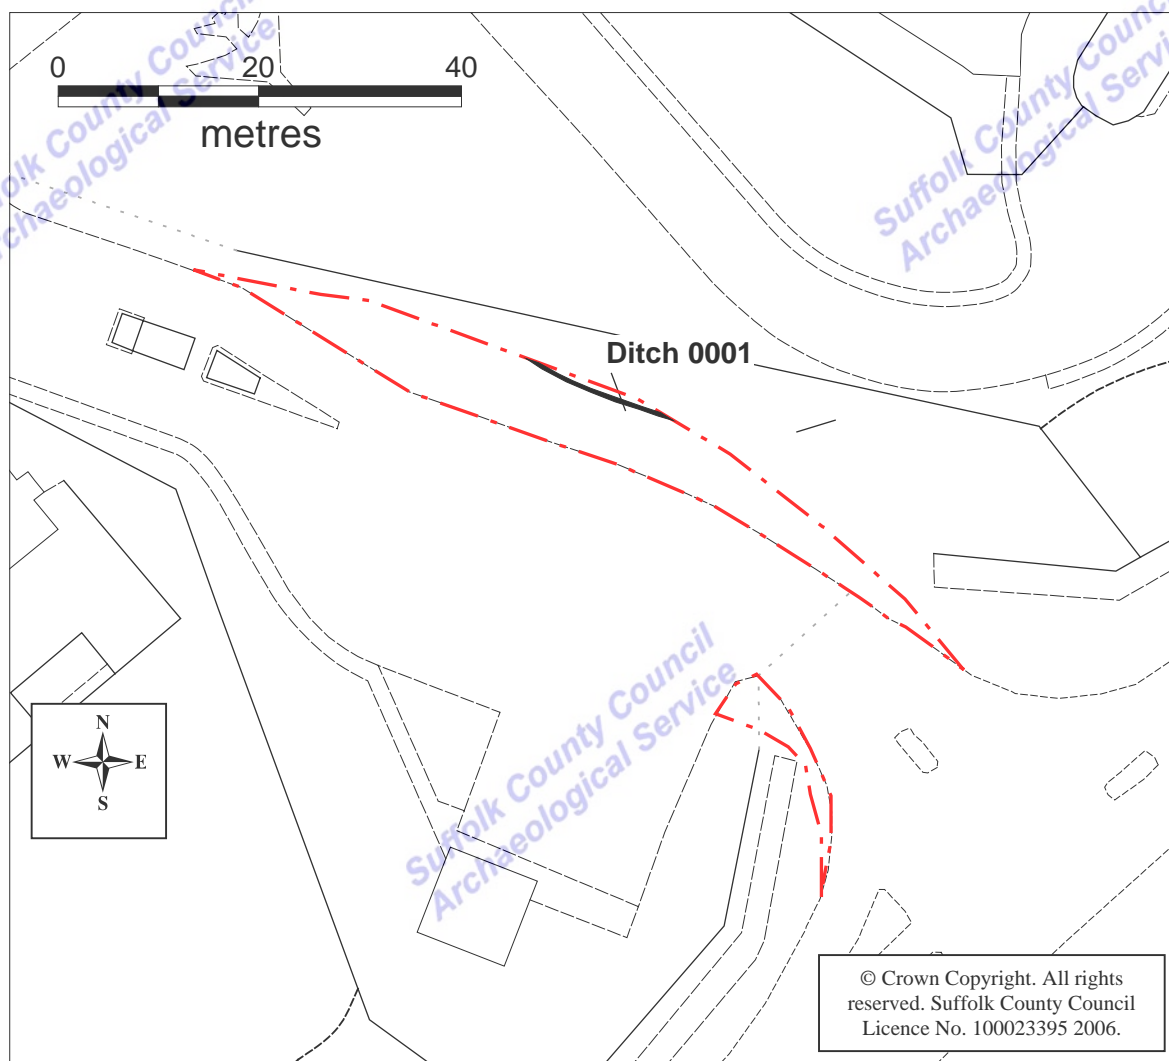 0 20 40
metres
Suffolk County Council
Archaeological Service
Suffolk County Council
Archaeological Service
Ditch 0001
Suffolk County Council
Archaeological Service
N
W E
S
© Crown Copyright. All rights
reserved. Suffolk County Council
Licence No. 100023395 2006.